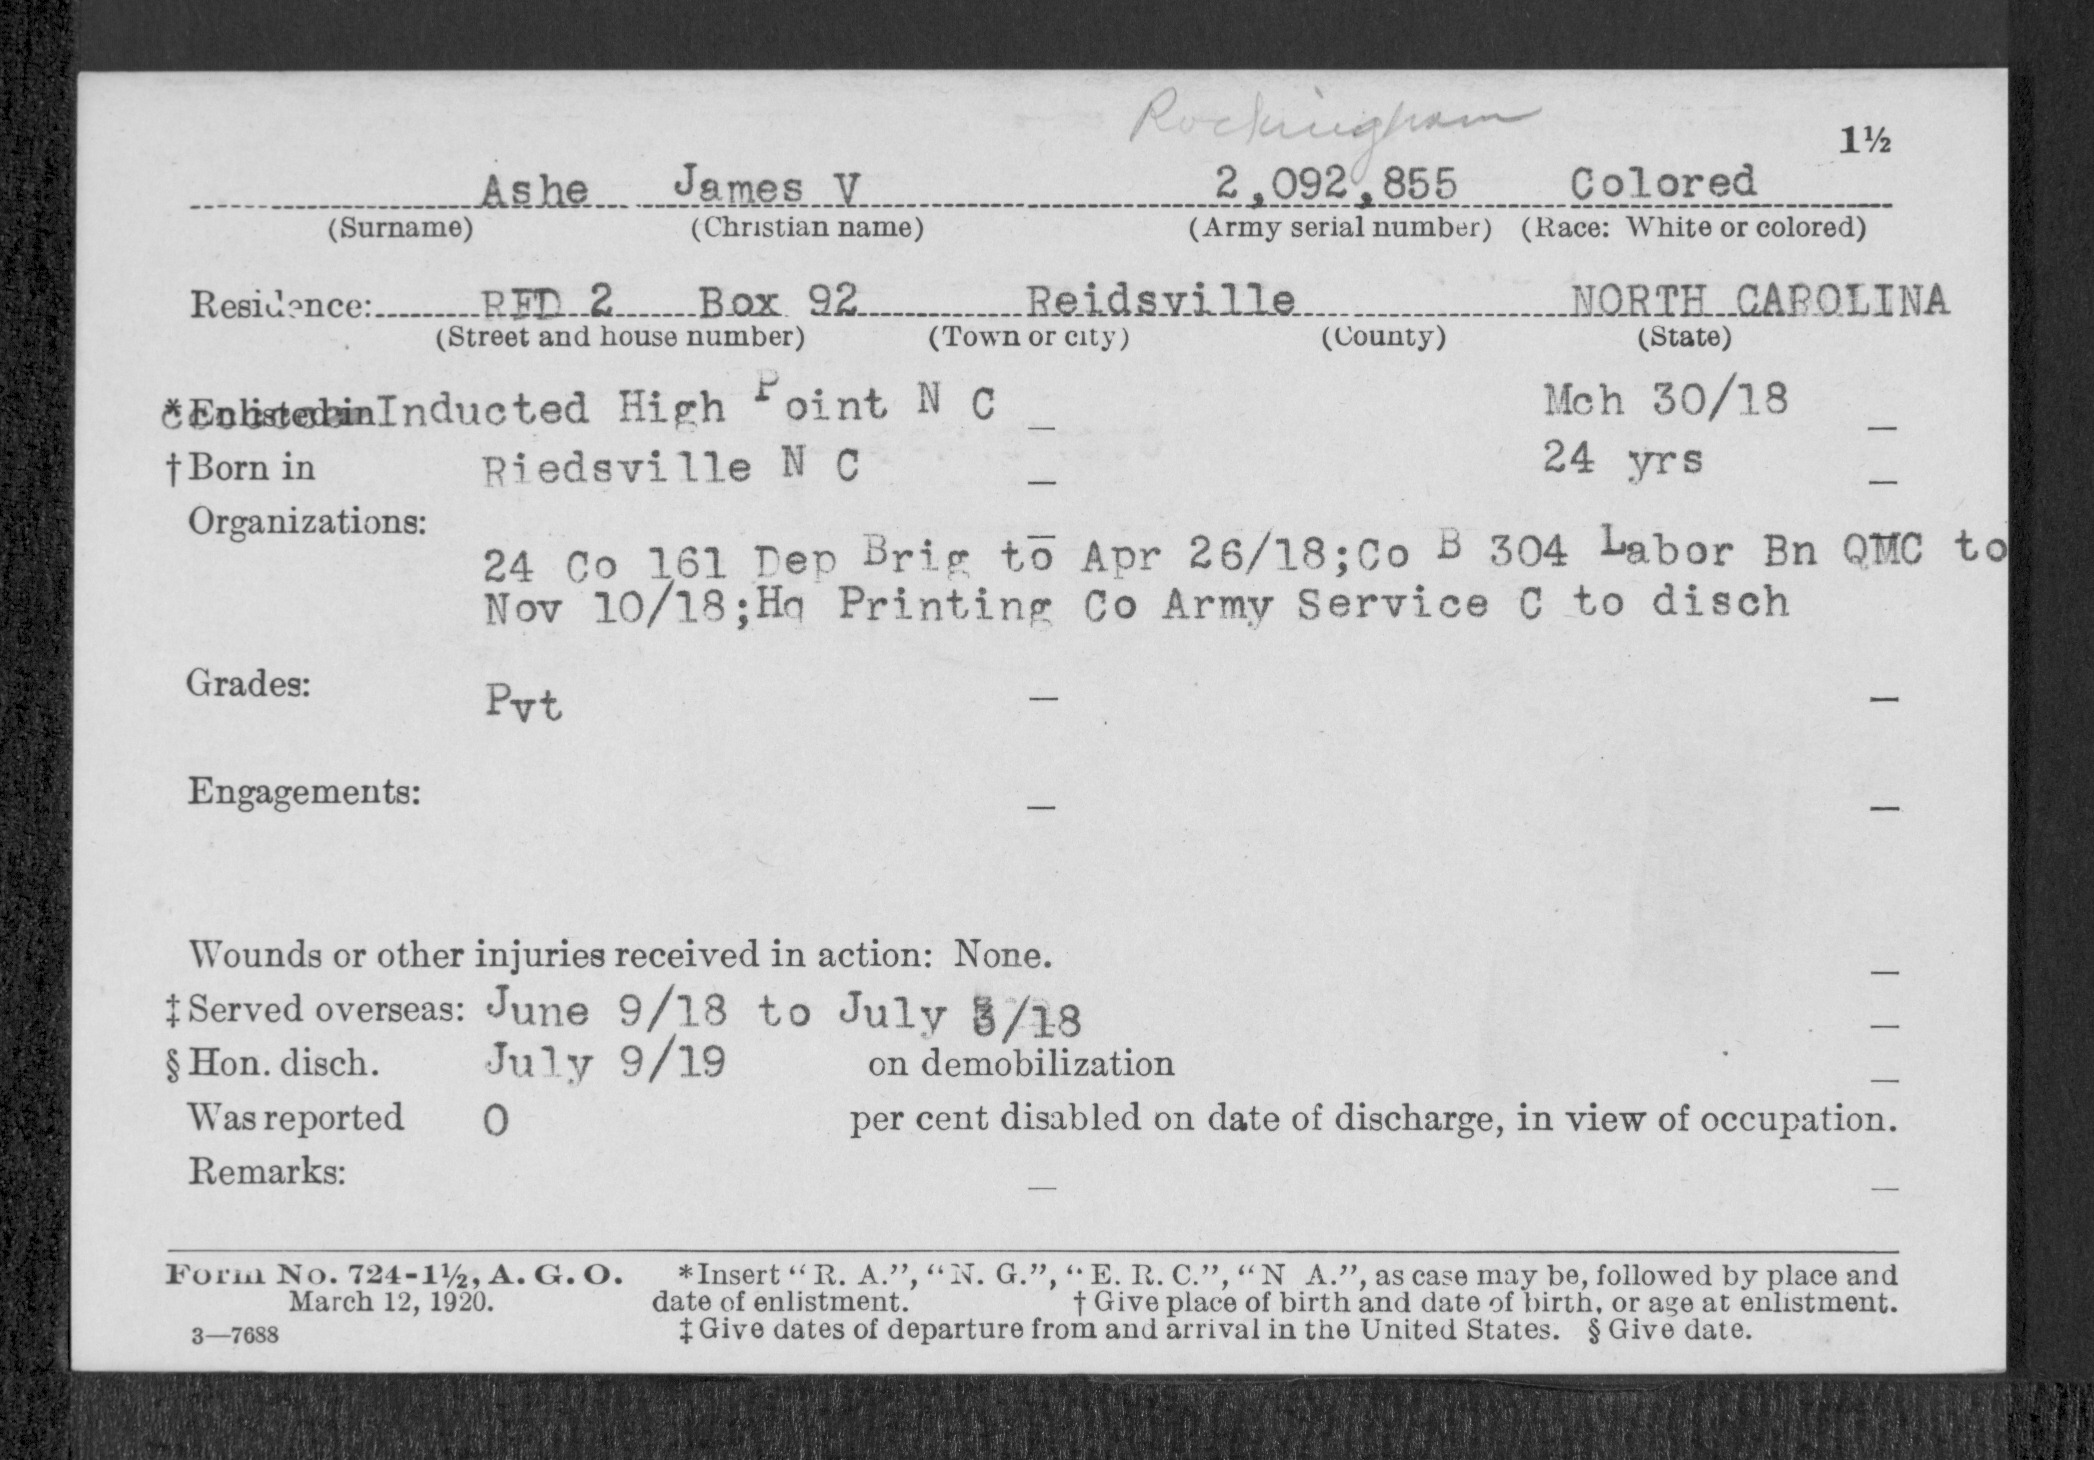 Rockingham
1½
Ashe James V 2,092,855 Colored
(Surname) (Christian name) (Army serial number) (Race: White or colored)
Residence: RFD 2 Box 92 Reidsville NORTH CAROLINA
(Street and house number) (Town or city) (County) (State)
*Enlisted in Inducted High Point N C Mch 30/18
†Born in Riedsville N C 24 yrs
Organizations:
24 Co 161 Dep Brig to Apr 26/18;Co B 304 Labor Bn QMC to
Nov 10/18;Hq Printing Co Army Service C to disch
Grades: Pvt
Engagements:
Wounds or other injuries received in action: None.
‡Served overseas: June 9/18 to July /18
§Hon. disch. July 9/19 on demobilization
Was reported 0 per cent disabled on date of discharge, in view of occupation.
Remarks:
Form No. 724-1½, A. G. O. *Insert "R. A.", "N. G.", "E. R. C.", "N A.", as case may be, followed by place and
March 12, 1920. date of enlistment. †Give place of birth and date of birth, or age at enlistment.
3—7688 ‡Give dates of departure from and arrival in the United States. §Give date.